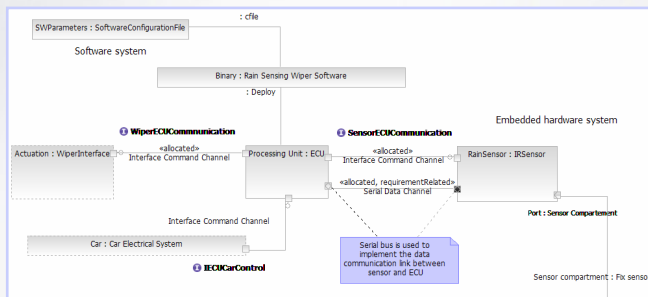 : cfile
SWParameters : SoftwareConfigurationFile
Software system
Binary : Rain Sensing Wiper Software
: Deploy
Embedded hardware system
WiperECUCommnunication
SensorECUCommunication
Actuation : WiperInterface
«allocated»
Interface Command Channel
Processing Unit : ECU
«allocated»
Interface Command Channel
RainSensor : IRSensor
«allocated, requirementRelated»
Serial Data Channel
Port : Sensor Compartement
Interface Command Channel
Car : Car Electrical System
IECUCarControl
Serial bus is used to
implement the data
communication link between
sensor and ECU
Sensor compartment : Fix senso